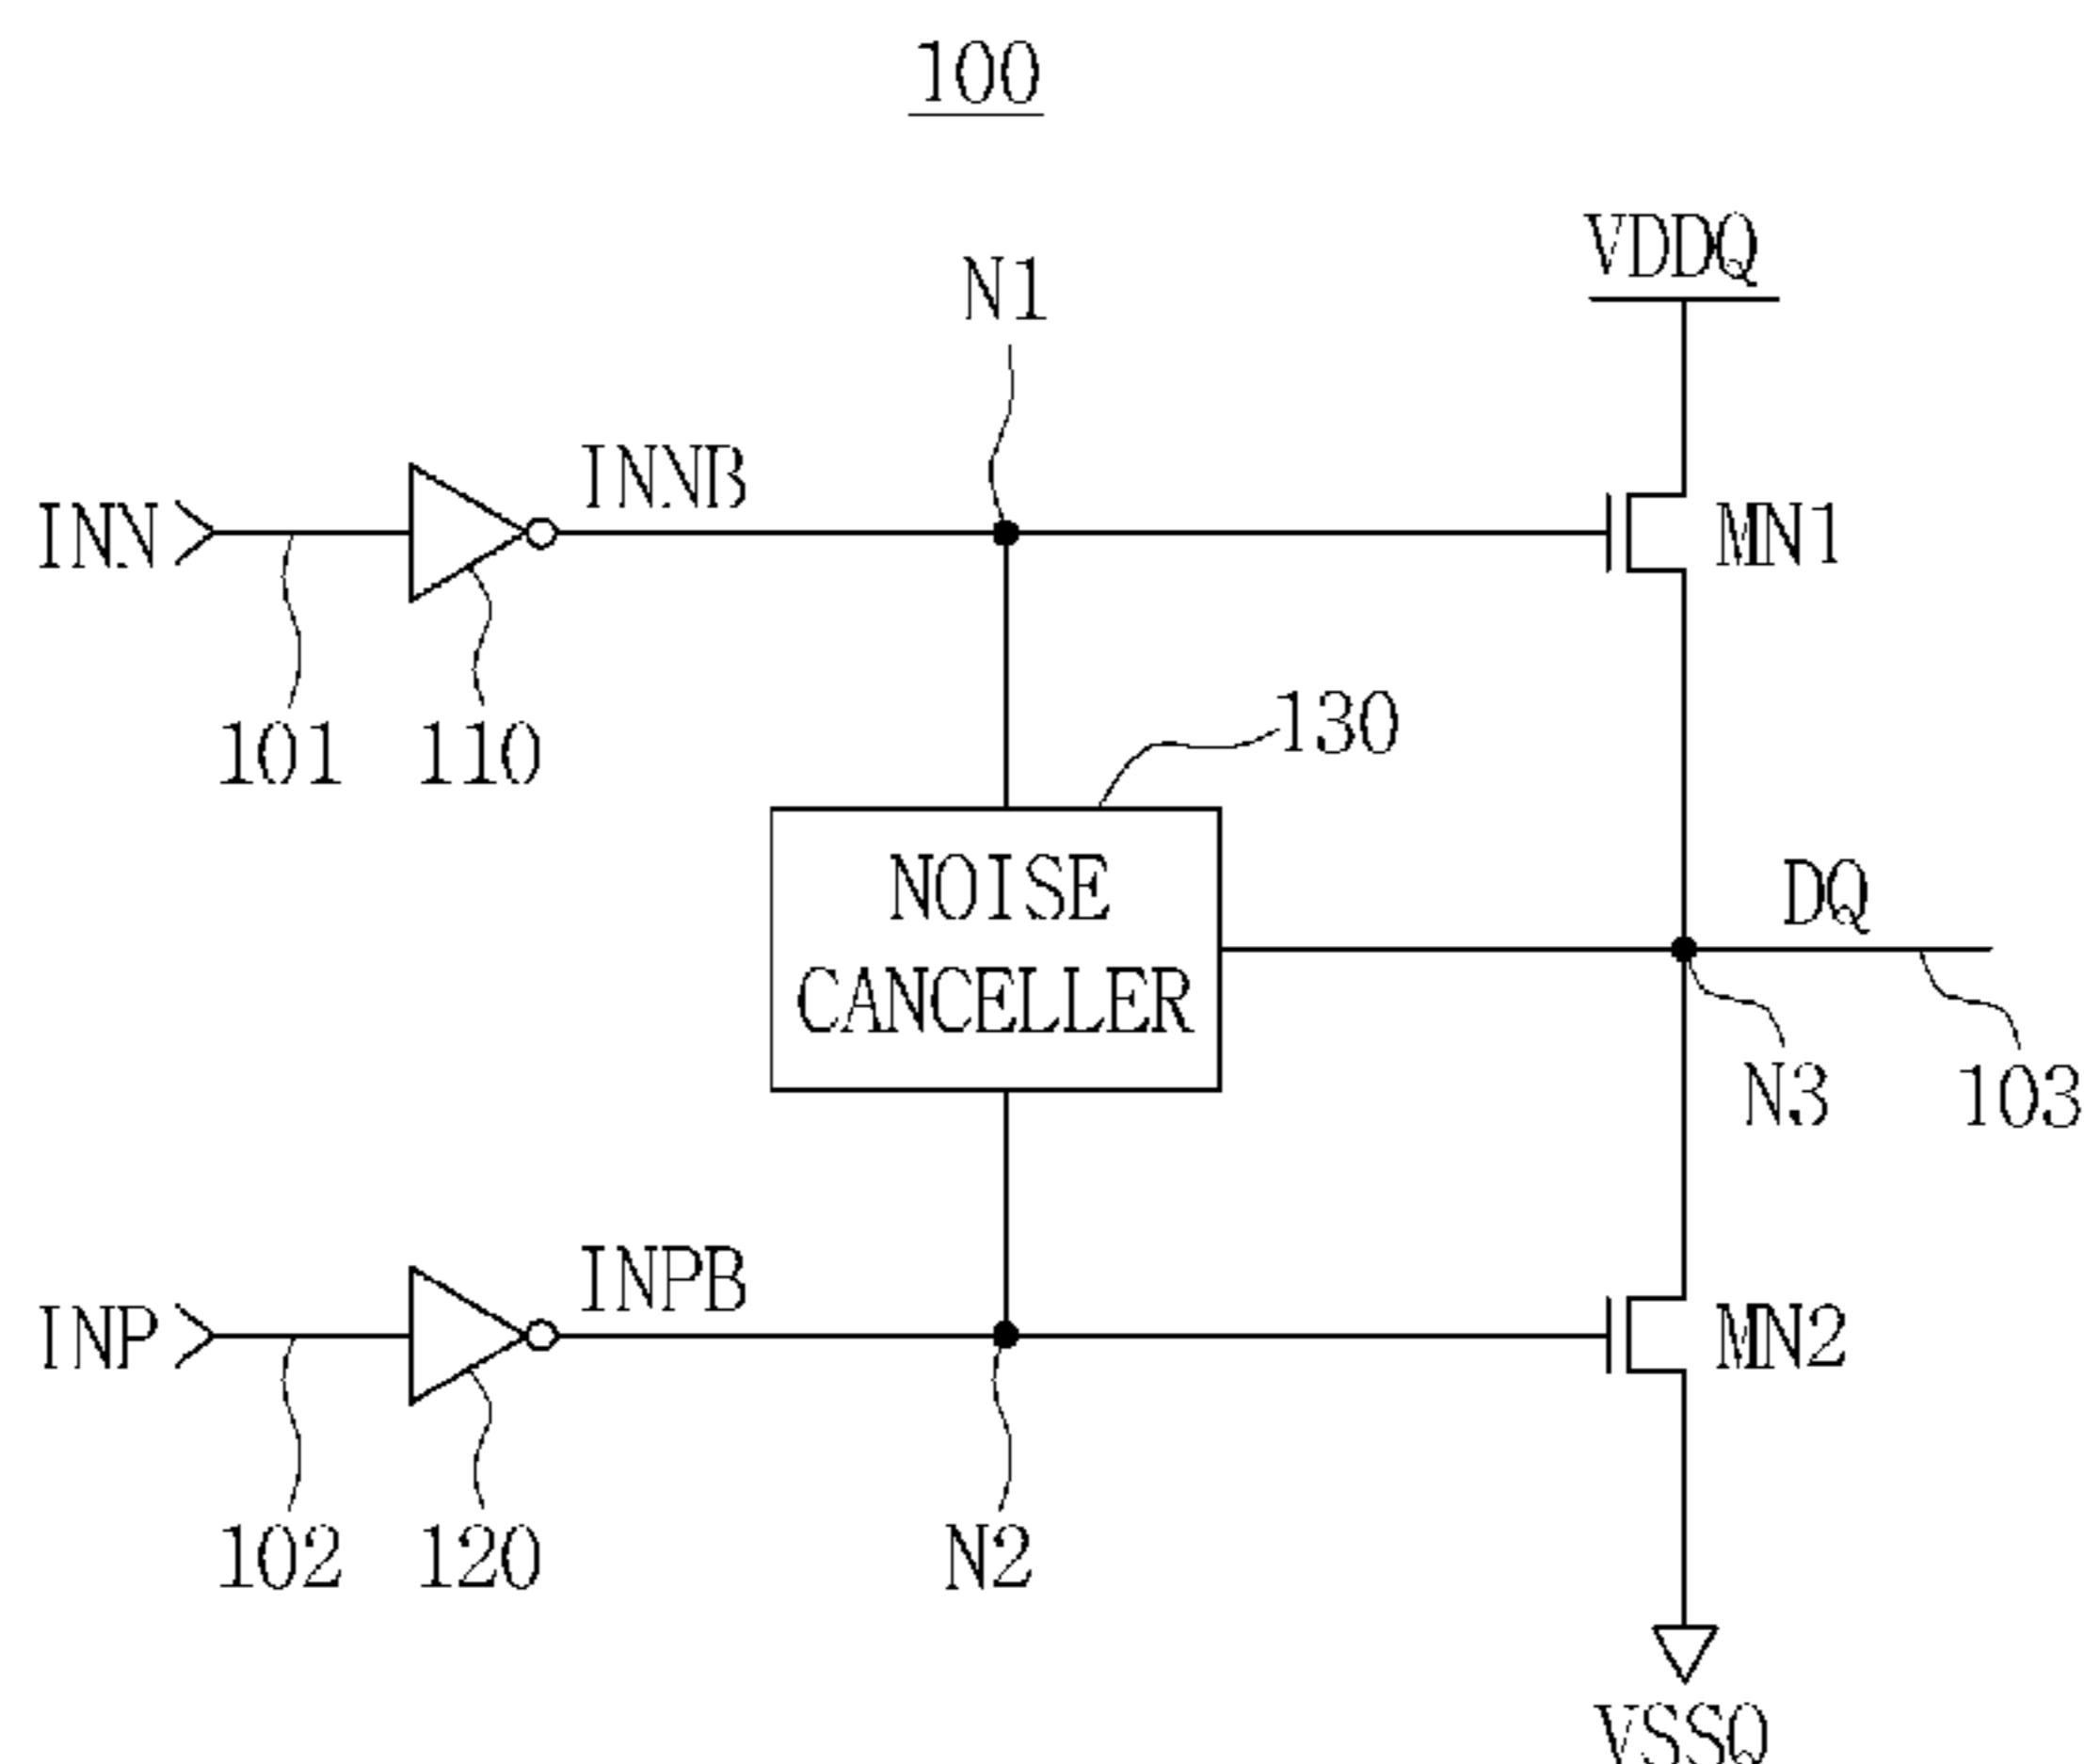 100
VDDQ
N1
INNB
INN
MN1
101
110
130
NOISE
CANCELLER
DQ
N3
103
INPB
INP
MN2
102
120
N2
VSSQ